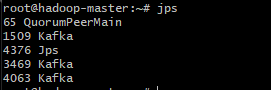 root@hadoop-master:~# jps
65 QuorumPeerMain
1509 Kafka
4376 Jps
3469 Kafka
4063 Kafka